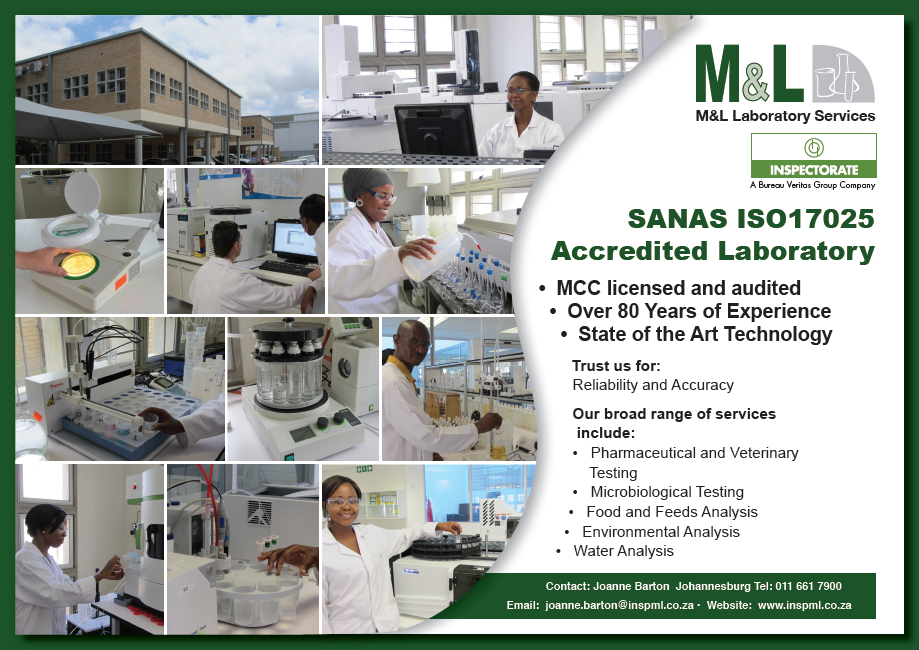 M&L
M&L Laboratory Services
INSPECTORATE
A Bureau Veritas Group Company
SANAS ISO17025
Accredited Laboratory
• MCC licensed and audited
• Over 80 Years of Experience
• State of the Art Technology
Trust us for:
Reliability and Accuracy
Our broad range of services
include:
• Pharmaceutical and Veterinary
Testing
• Microbiological Testing
• Food and Feeds Analysis
• Environmental Analysis
• Water Analysis
Contact: Joanne Barton Johannesburg Tel: 011 661 7900
Email: joanne.barton@inspml.co.za · Website: www.inspml.co.za